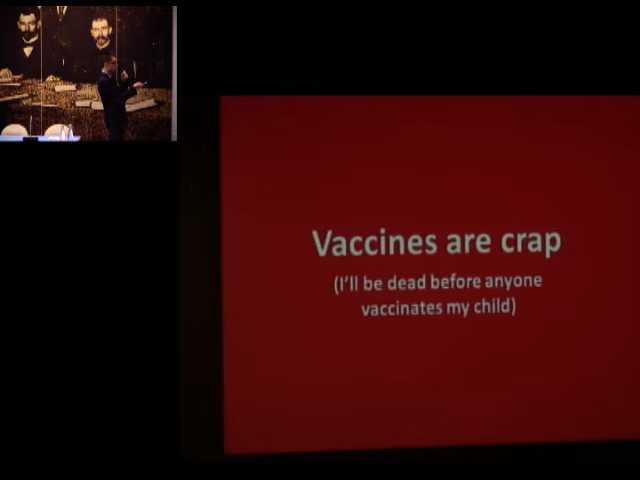 Vaccines are crap
(I'll be dead before anyone
vaccinates my child)